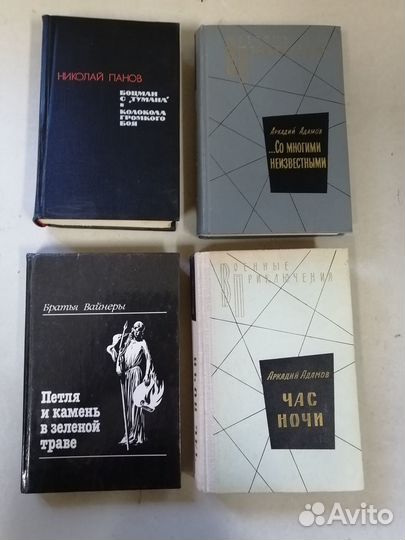 НИКОЛАЙ ПАНОВ
БОЦМАН
С „ТУМАНА“
КОЛОКОЛА
ГРОМКОГО
БОЯ
Аркадий Адамов
...Со многими
неизвестными
Братья Вайнеры
Петля
и камень
в зеленой
траве
Военные
Приключения
Аркадий Адамов
ЧАС
НОЧИ
Avito